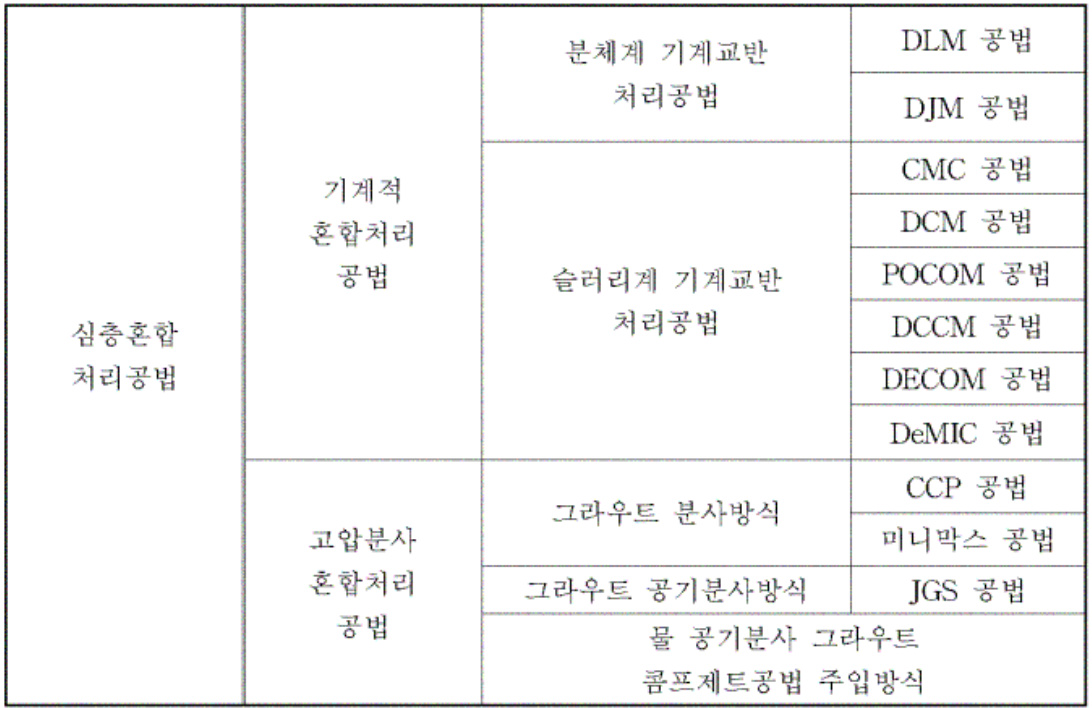 심층혼합
처리공법
기계적
혼합처리
공법
분체계 기계교반
처리공법
DLM 공법
DJM 공법
슬러리계 기계교반
처리공법
CMC 공법
DCM 공법
POCOM 공법
DCCM 공법
DECOM 공법
DeMIC 공법
고압분사
혼합처리
공법
그라우트 분사방식
CCP 공법
미니막스 공법
그라우트 공기분사방식
JGS 공법
물 공기분사 그라우트
콤프제트공법 주입방식